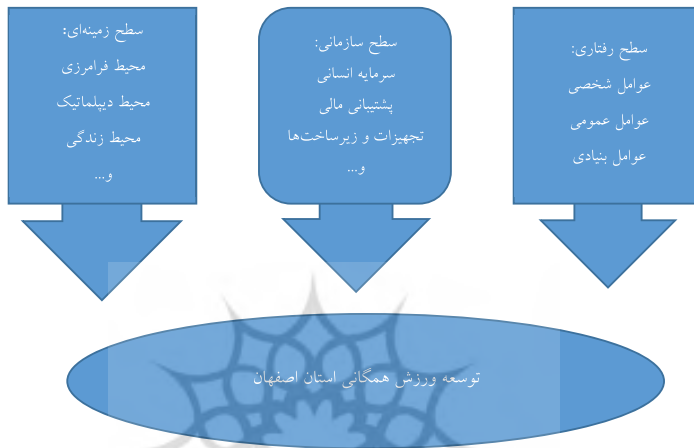 سطح رفتاری:
عوامل شخصی
عوامل عمومی
عوامل بنیادی
سطح سازمانی:
سرمایه انسانی
پشتیبانی مالی
تجهیزات و زیرساخت‌ها
و...
سطح زمینه‌ای:
محیط فرامرزی
محیط دیپلماتیک
محیط زندگی
و...
توسعه ورزش همگانی استان اصفهان